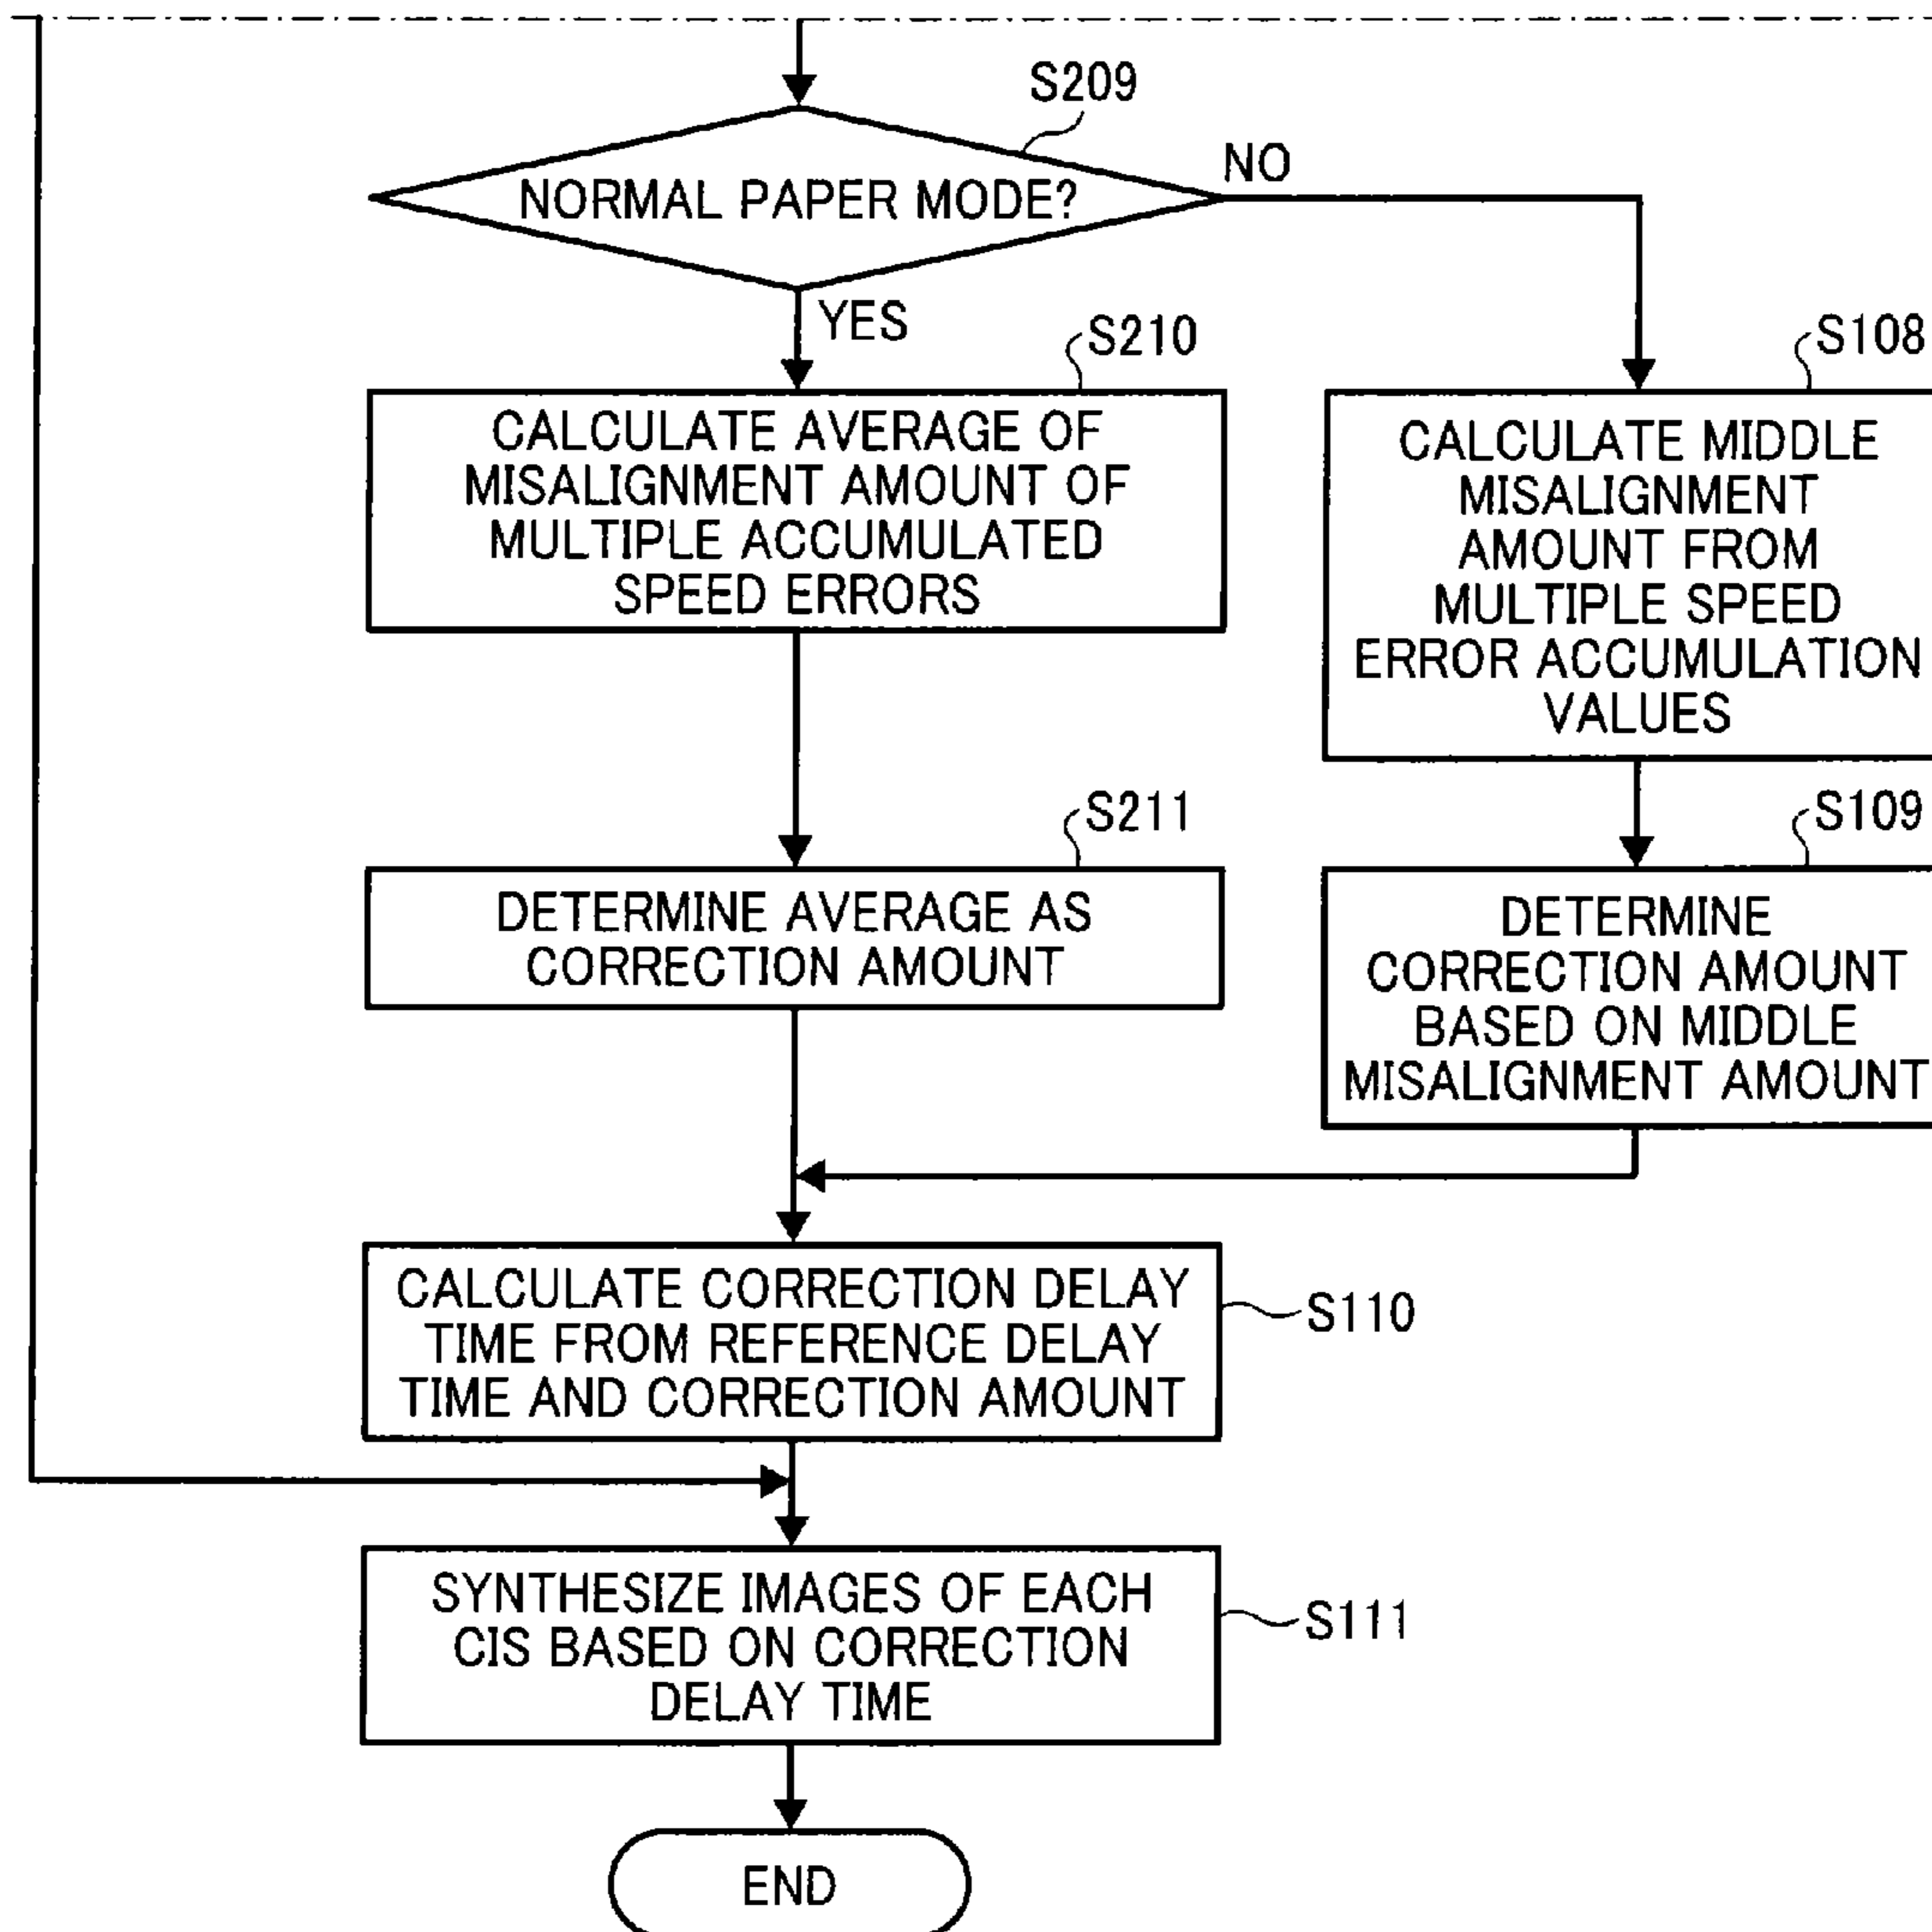 S209
NORMAL PAPER MODE?
NO
YES
S210
CALCULATE AVERAGE OF
MISALIGNMENT AMOUNT OF
MULTIPLE ACCUMULATED
SPEED ERRORS
S108
CALCULATE MIDDLE
MISALIGNMENT
AMOUNT FROM
MULTIPLE SPEED
ERROR ACCUMULATION
VALUES
S211
DETERMINE AVERAGE AS
CORRECTION AMOUNT
S109
DETERMINE
CORRECTION AMOUNT
BASED ON MIDDLE
MISALIGNMENT AMOUNT
CALCULATE CORRECTION DELAY
TIME FROM REFERENCE DELAY
TIME AND CORRECTION AMOUNT
S110
SYNTHESIZE IMAGES OF EACH
CIS BASED ON CORRECTION
DELAY TIME
S111
END